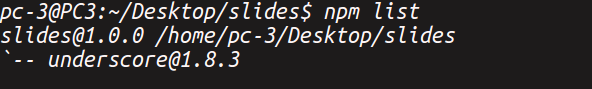 pc-3@PC3:~/Desktop/slides$ npm list
slides@1.0.0 /home/pc-3/Desktop/slides
`-- underscore@1.8.3